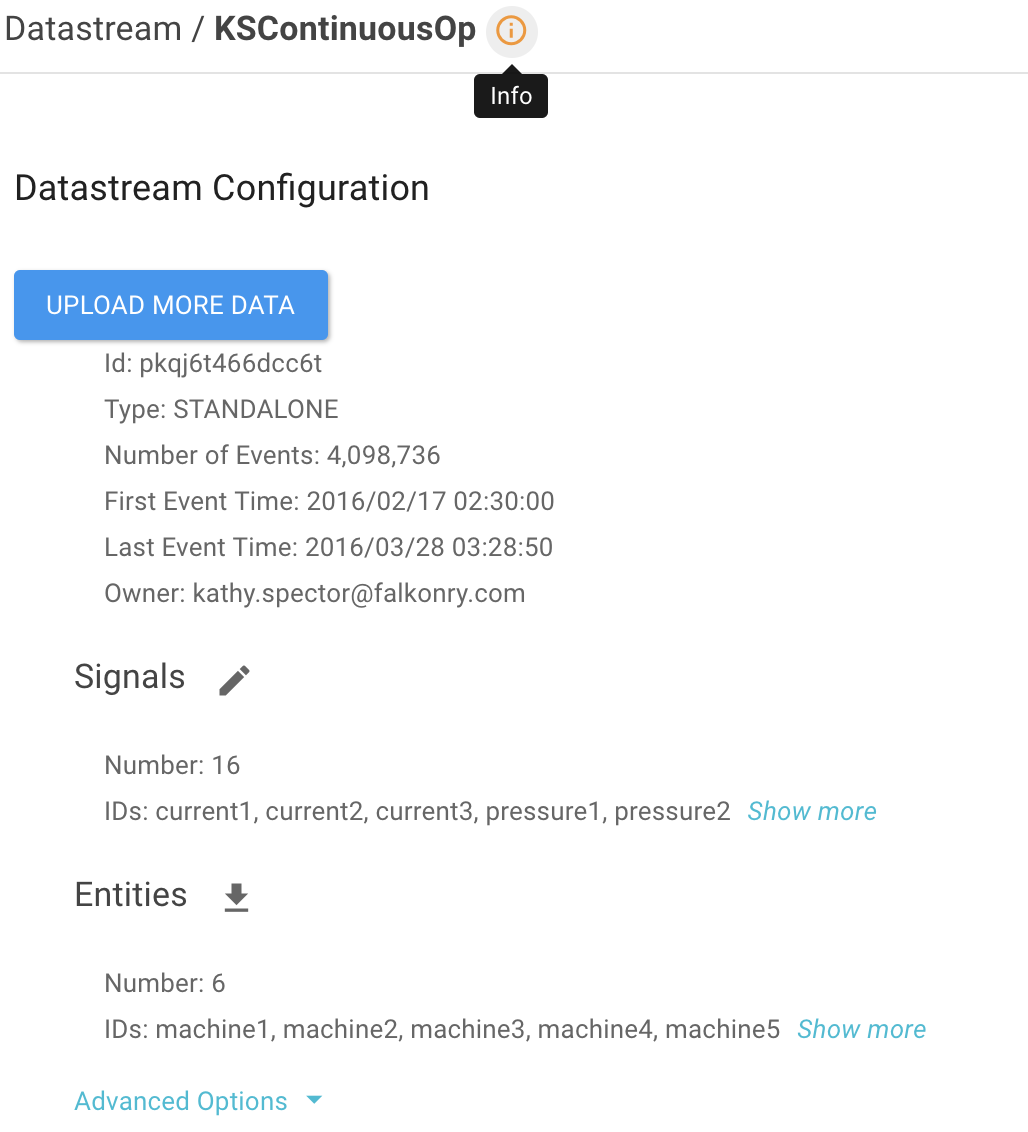 Datastream / KSContinuousOp
Info
Datastream Configuration
UPLOAD MORE DATA
Id: pkqj6t466dcc6t
Type: STANDALONE
Number of Events: 4,098,736
First Event Time: 2016/02/17 02:30:00
Last Event Time: 2016/03/28 03:28:50
Owner: kathy.spector@falkonry.com
Signals
Number: 16
IDs: current1, current2, current3, pressure1, pressure2 Show more
Entities
Number: 6
IDs: machine1, machine2, machine3, machine4, machine5 Show more
Advanced Options